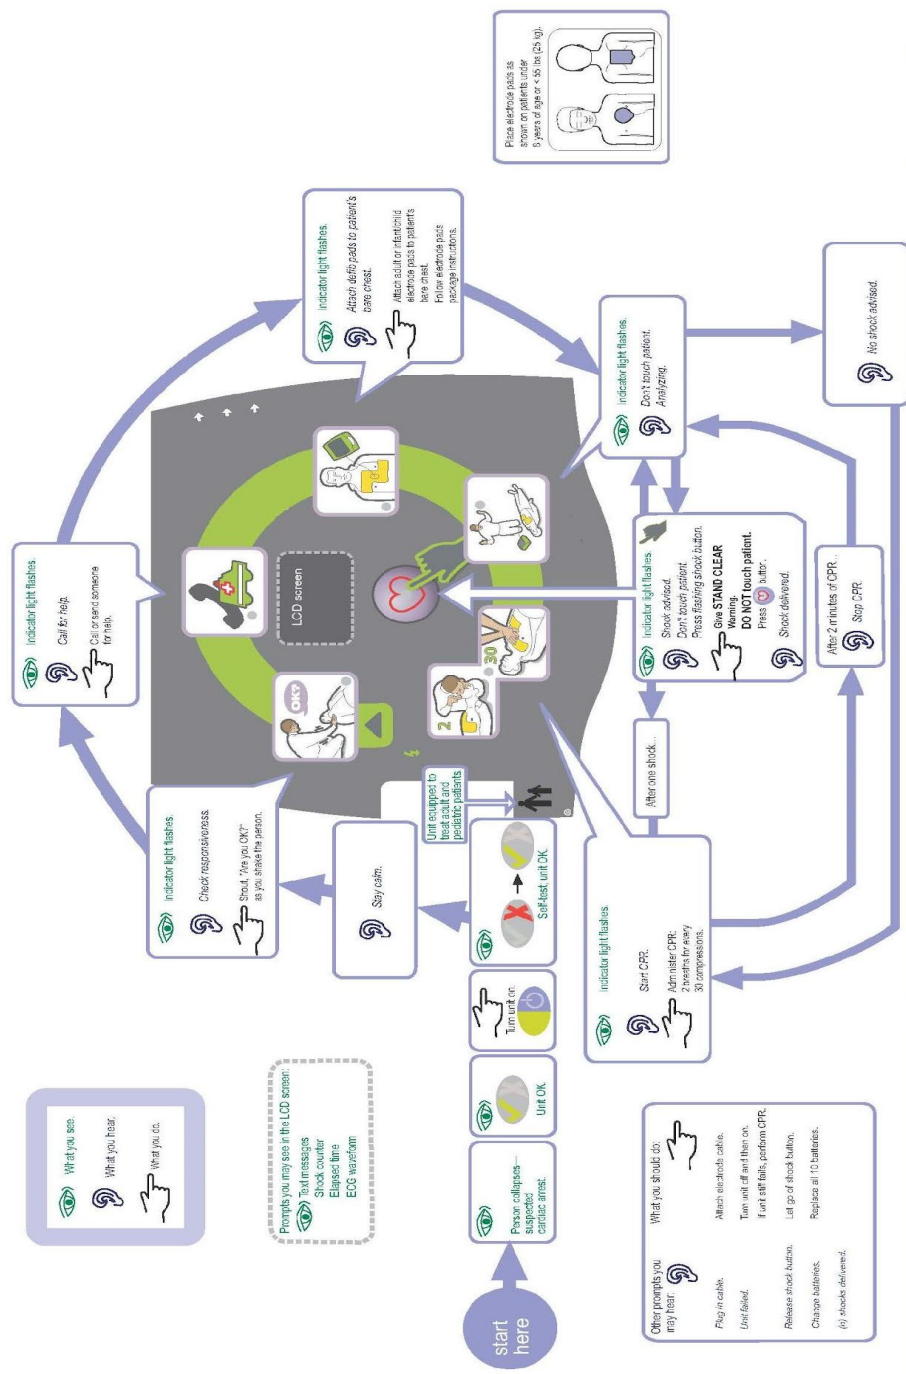 start
here
Person collapses—
suspected
cardiac arrest.
Unit OK.
Turn unit on.
Self-test, unit OK.
Unit equipped to
treat adult and
pediatric patients
Stay calm.
Indicator light flashes.
Check responsiveness.
Shout, "Are you OK?"
as you shake the person.
Indicator light flashes.
Call for help.
Call or send someone
for help.
Indicator light flashes.
Attach defib pads to patient's
bare chest.
Attach adult or infant/child
electrode pads to patient's
bare chest.
Follow electrode pads
package instructions.
Indicator light flashes.
Don't touch patient.
Analyzing.
Indicator light flashes.
Shock advised.
Don't touch patient.
Press flashing shock button.
Give STAND CLEAR
Warning.
DO NOT touch patient.
Press button.
Shock delivered.
No shock advised.
After one shock...
Indicator light flashes.
Start CPR.
Administer CPR:
2 breaths for every
30 compressions.
After 2 minutes of CPR...
Stop CPR.
OK?
LCD screen
2
30
What you see.
What you hear.
What you do.
Prompts you may see in the LCD screen:
Text messages
Shock counter
Elapsed time
ECG waveform
Place electrode pads as
shown on patients under
8 years of age or < 55 lbs (25 kg).
Other prompts you
may hear:
What you should do:
Plug in cable.
Attach electrode cable.
Unit failed.
Turn unit off and then on.
If unit still fails, perform CPR.
Release shock button.
Let go of shock button.
Change batteries.
Replace all 10 batteries.
(n) shocks delivered.